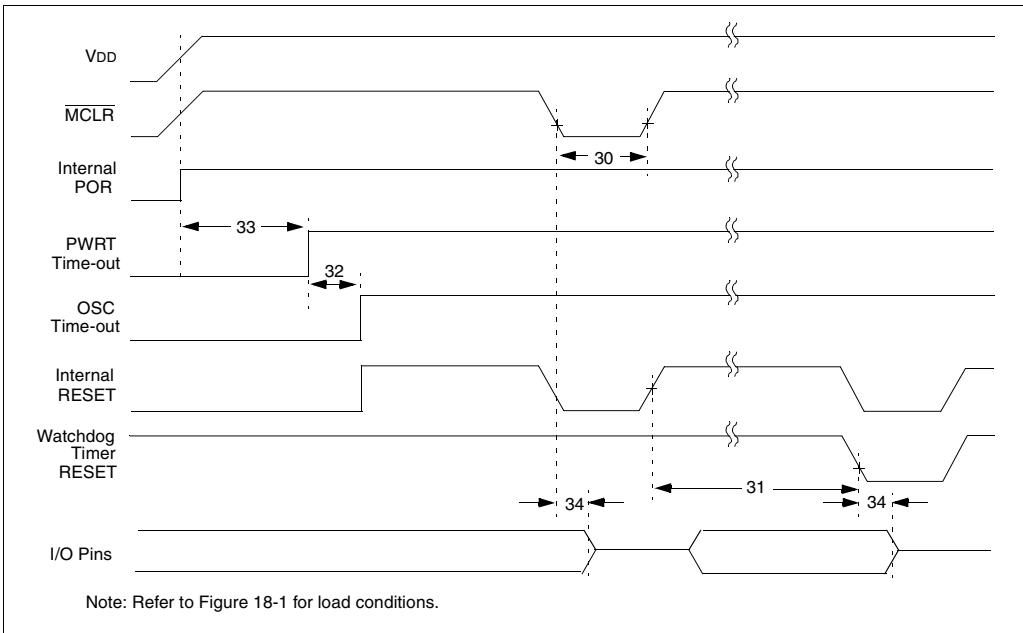 VDD
MCLR
30
Internal
POR
33
PWRT
Time-out
32
OSC
Time-out
Internal
RESET
Watchdog
Timer
RESET
31
34
34
I/O Pins
Note: Refer to Figure 18-1 for load conditions.